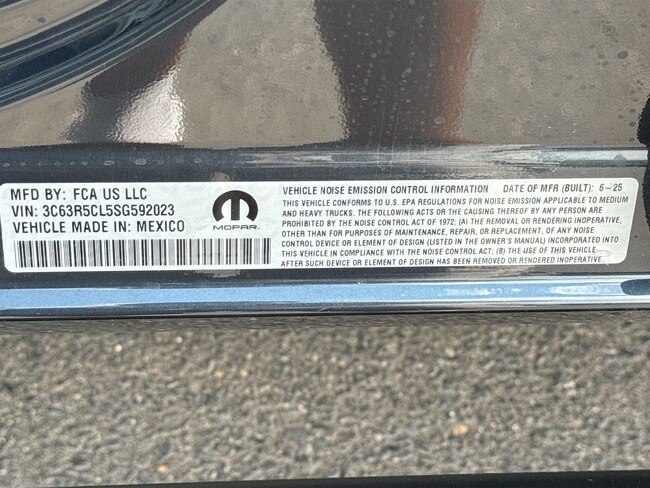 MFD BY: FCA US LLC
VIN: 3C63R5CL5SG592023
VEHICLE MADE IN: MEXICO
MOPAR.
VEHICLE NOISE EMISSION CONTROL INFORMATION DATE OF MFR (BUILT): 6-25
THIS VEHICLE CONFORMS TO U.S. EPA REGULATIONS FOR NOISE EMISSION APPLICABLE TO MEDIUM
AND HEAVY TRUCKS. THE FOLLOWING ACTS OR THE CAUSING THEREOF BY ANY PERSON ARE
PROHIBITED BY THE NOISE CONTROL ACT OF 1972: (A) THE REMOVAL OR RENDERING INOPERATIVE,
OTHER THAN FOR PURPOSES OF MAINTENANCE, REPAIR, OR REPLACEMENT, OF ANY NOISE
CONTROL DEVICE OR ELEMENT OF DESIGN (LISTED IN THE OWNER'S MANUAL) INCORPORATED INTO
THIS VEHICLE IN COMPLIANCE WITH THE NOISE CONTROL ACT; (B) THE USE OF THIS VEHICLE
AFTER SUCH DEVICE OR ELEMENT OF DESIGN HAS BEEN REMOVED OR RENDERED INOPERATIVE.